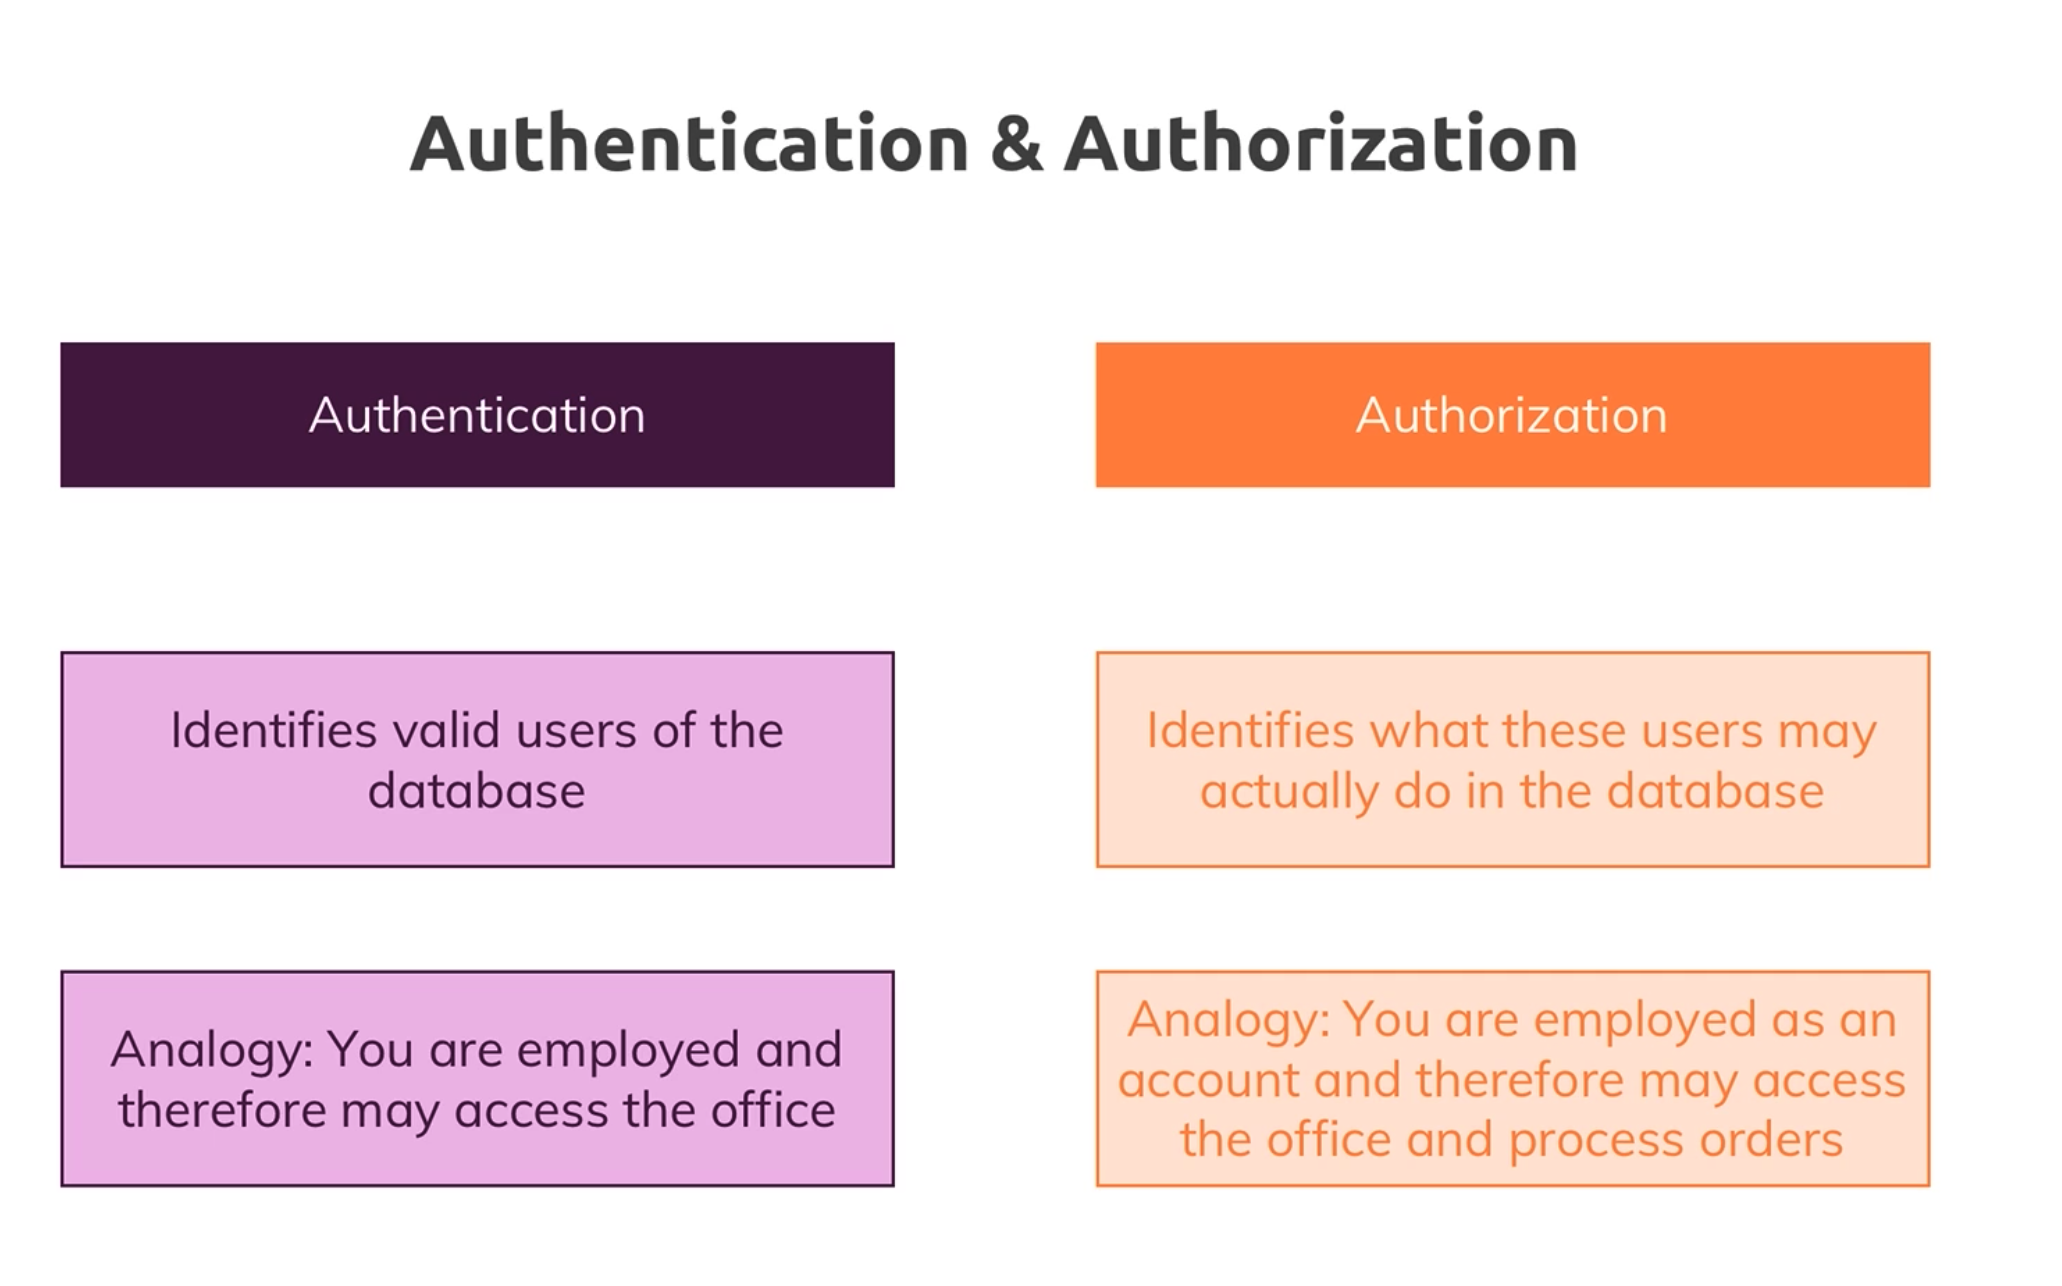 Authentication & Authorization
Authentication
Authorization
Identifies valid users of the
database
Identifies what these users may
actually do in the database
Analogy: You are employed and
therefore may access the office
Analogy: You are employed as an
account and therefore may access
the office and process orders